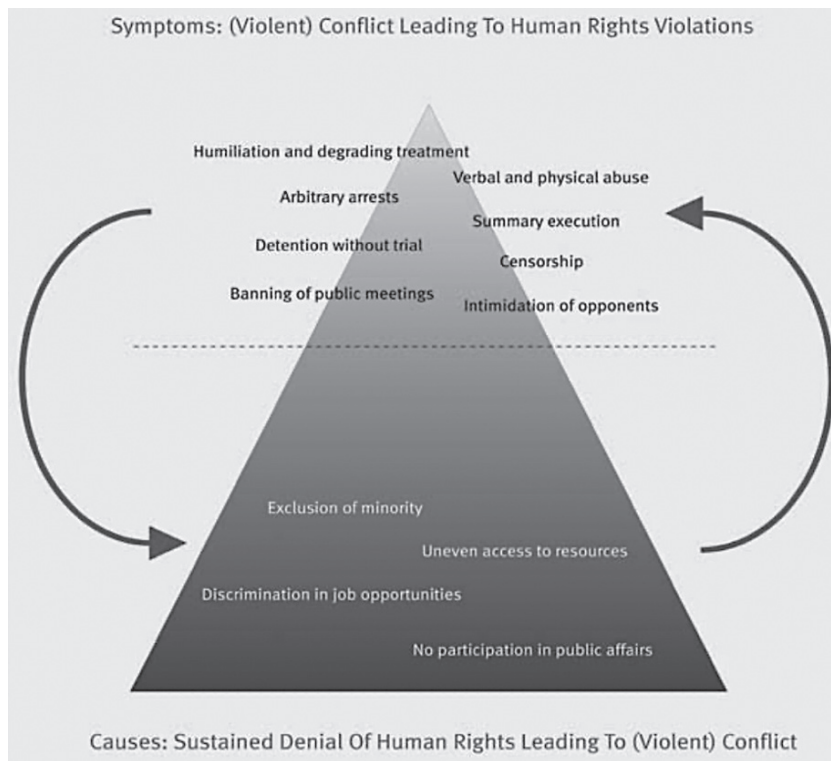 Symptoms: (Violent) Conflict Leading To Human Rights Violations
Humiliation and degrading treatment
Verbal and physical abuse
Arbitrary arrests
Summary execution
Detention without trial
Censorship
Banning of public meetings
Intimidation of opponents
Exclusion of minority
Uneven access to resources
Discrimination in job opportunities
No participation in public affairs
Causes: Sustained Denial Of Human Rights Leading To (Violent) Conflict